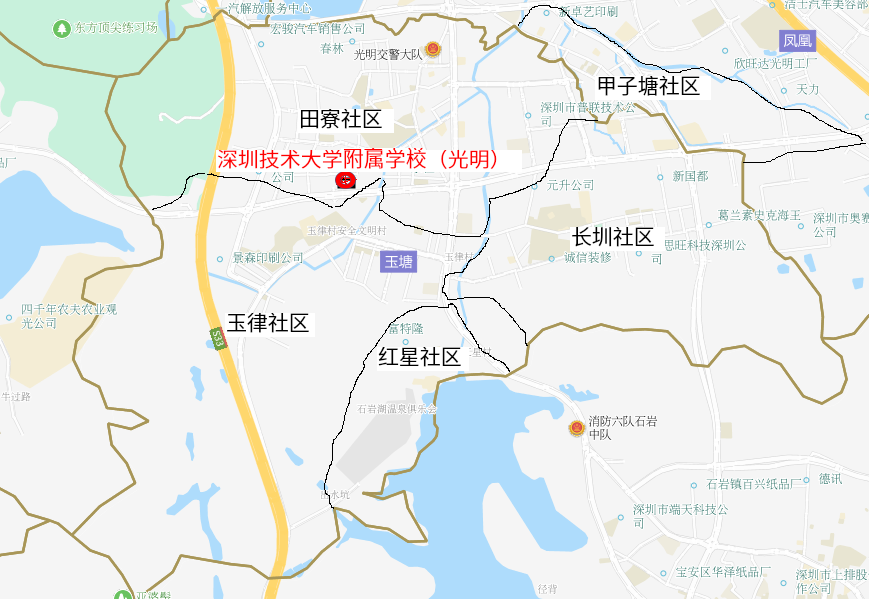 汽解放服务中心
洁士汽车美容部
新卓艺印刷
东方顶尖练习场
宏骏汽车销售公司
春林
光明交警大队
凤凰
欣旺达光明工厂
甲子塘社区
天力
深圳市普联技术公
司
田寮社区
深圳技术大学附属学校（光明）
公司
新国都
元升公司
葛兰素史克海王
深圳市奥赛
公司
玉律村安全文明村
长圳社区
思旺科技深圳公
司
景森印刷公司
玉塘
玉律村
诚信装修
四千年农夫农业观
光公司
玉律社区
S33
富特隆
红星社区
牛过路
石岩湖温泉俱乐会
消防六队石岩
中队
石岩镇百兴纸品厂
德讯
深圳市端天科技公
司
宝安区华泽纸品厂
深圳市上排股
作公司
径背